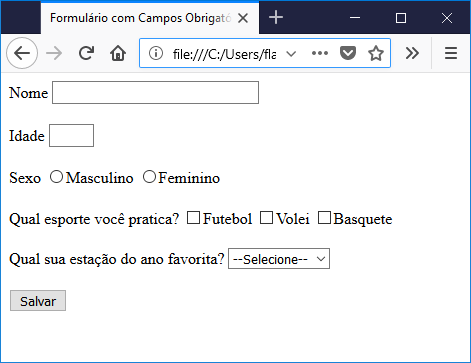 Formulário com Campos Obrigató
file:///C:/Users/fla
Nome
Idade
Sexo Masculino Feminino
Qual esporte você pratica? Futebol Volei Basquete
Qual sua estação do ano favorita? --Selecione--
Salvar